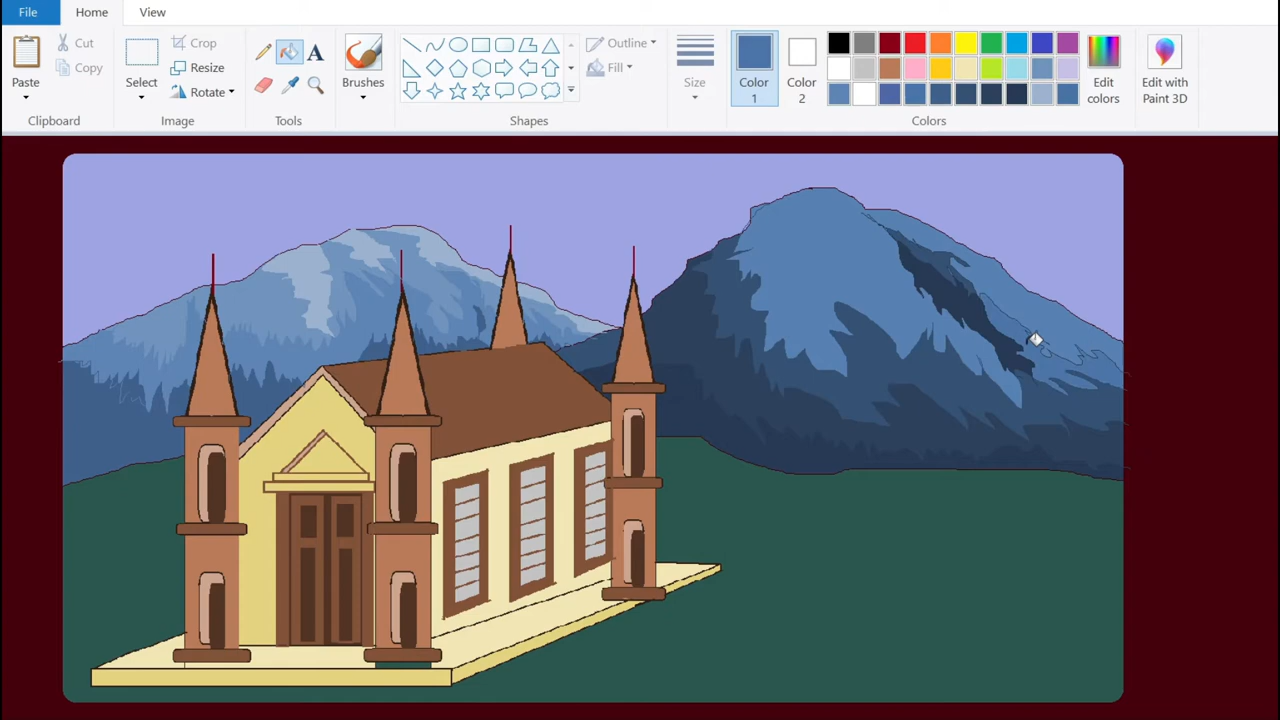 File Home View
Paste
Cut
Copy
Clipboard
Select
Crop
Resize
Rotate
Image
Tools
Brushes
Outline
Fill
Shapes
Size
Color
1
Color
2
Edit
colors
Colors
Edit with
Paint 3D